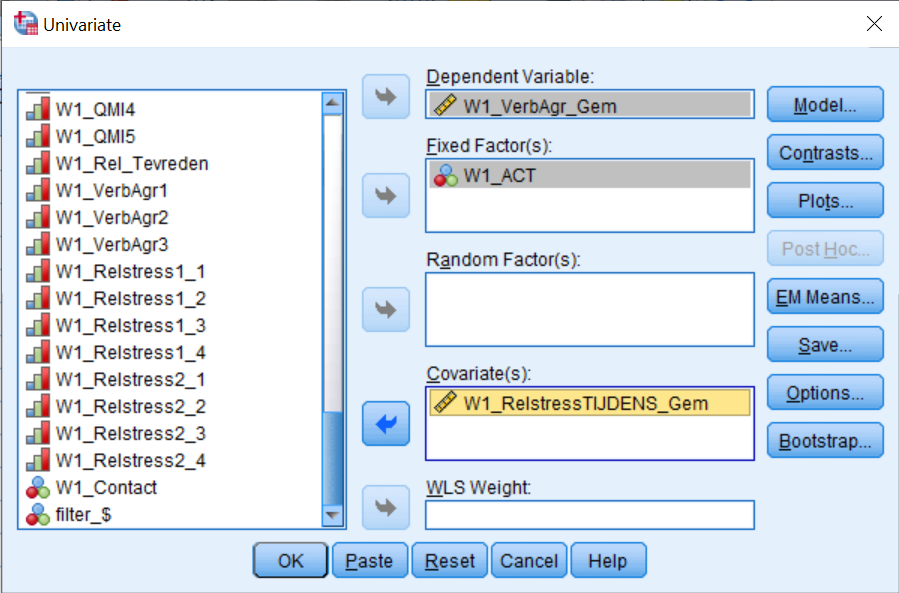 Univariate
W1_QMI4
W1_QMI5
W1_Rel_Tevreden
W1_VerbAgr1
W1_VerbAgr2
W1_VerbAgr3
W1_Relstress1_1
W1_Relstress1_2
W1_Relstress1_3
W1_Relstress1_4
W1_Relstress2_1
W1_Relstress2_2
W1_Relstress2_3
W1_Relstress2_4
W1_Contact
filter_$
Dependent Variable:
W1_VerbAgr_Gem
Fixed Factor(s):
W1_ACT
Random Factor(s):
Covariate(s):
W1_RelstressTIJDENS_Gem
WLS Weight:
Model...
Contrasts...
Plots...
Post Hoc...
EM Means...
Save...
Options...
Bootstrap...
OK Paste Reset Cancel Help